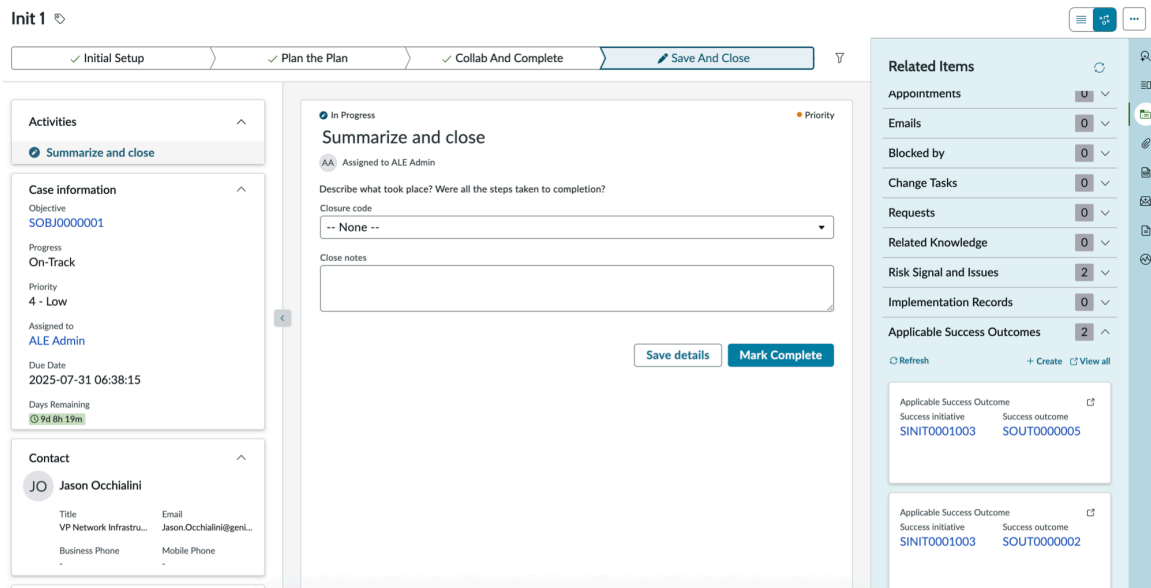 Init 1
Initial Setup
Plan the Plan
Collab And Complete
Save And Close
Activities
Summarize and close
Case information
Objective
SOBJ0000001
Progress
On-Track
Priority
4 - Low
Assigned to
ALE Admin
Due Date
2025-07-31 06:38:15
Days Remaining
9d 8h 19m
Contact
JO
Jason Occhialini
Title
Email
VP Network Infrastru...
Jason.Occhialini@geni...
Business Phone
Mobile Phone
-
-
In Progress
Priority
Summarize and close
AA
Assigned to ALE Admin
Describe what took place? Were all the steps taken to completion?
Closure code
-- None --
Close notes
Save details
Mark Complete
Related Items
Appointments 0
Emails 0
Blocked by 0
Change Tasks 0
Requests 0
Related Knowledge 0
Risk Signal and Issues 2
Implementation Records 0
Applicable Success Outcomes 2
Refresh
+ Create
View all
Applicable Success Outcome
Success initiative
Success outcome
SINIT0001003
SOUT0000005
Applicable Success Outcome
Success initiative
Success outcome
SINIT0001003
SOUT0000002